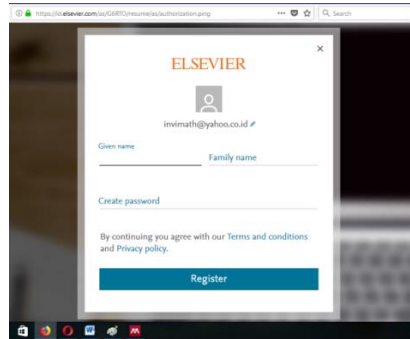 https://id.elsevier.com/as/G6RTO/resume/as/authorization.ping
Search
ELSEVIER
invimath@yahoo.co.id
Given name
Family name
Create password
By continuing you agree with our Terms and conditions
and Privacy policy.
Register